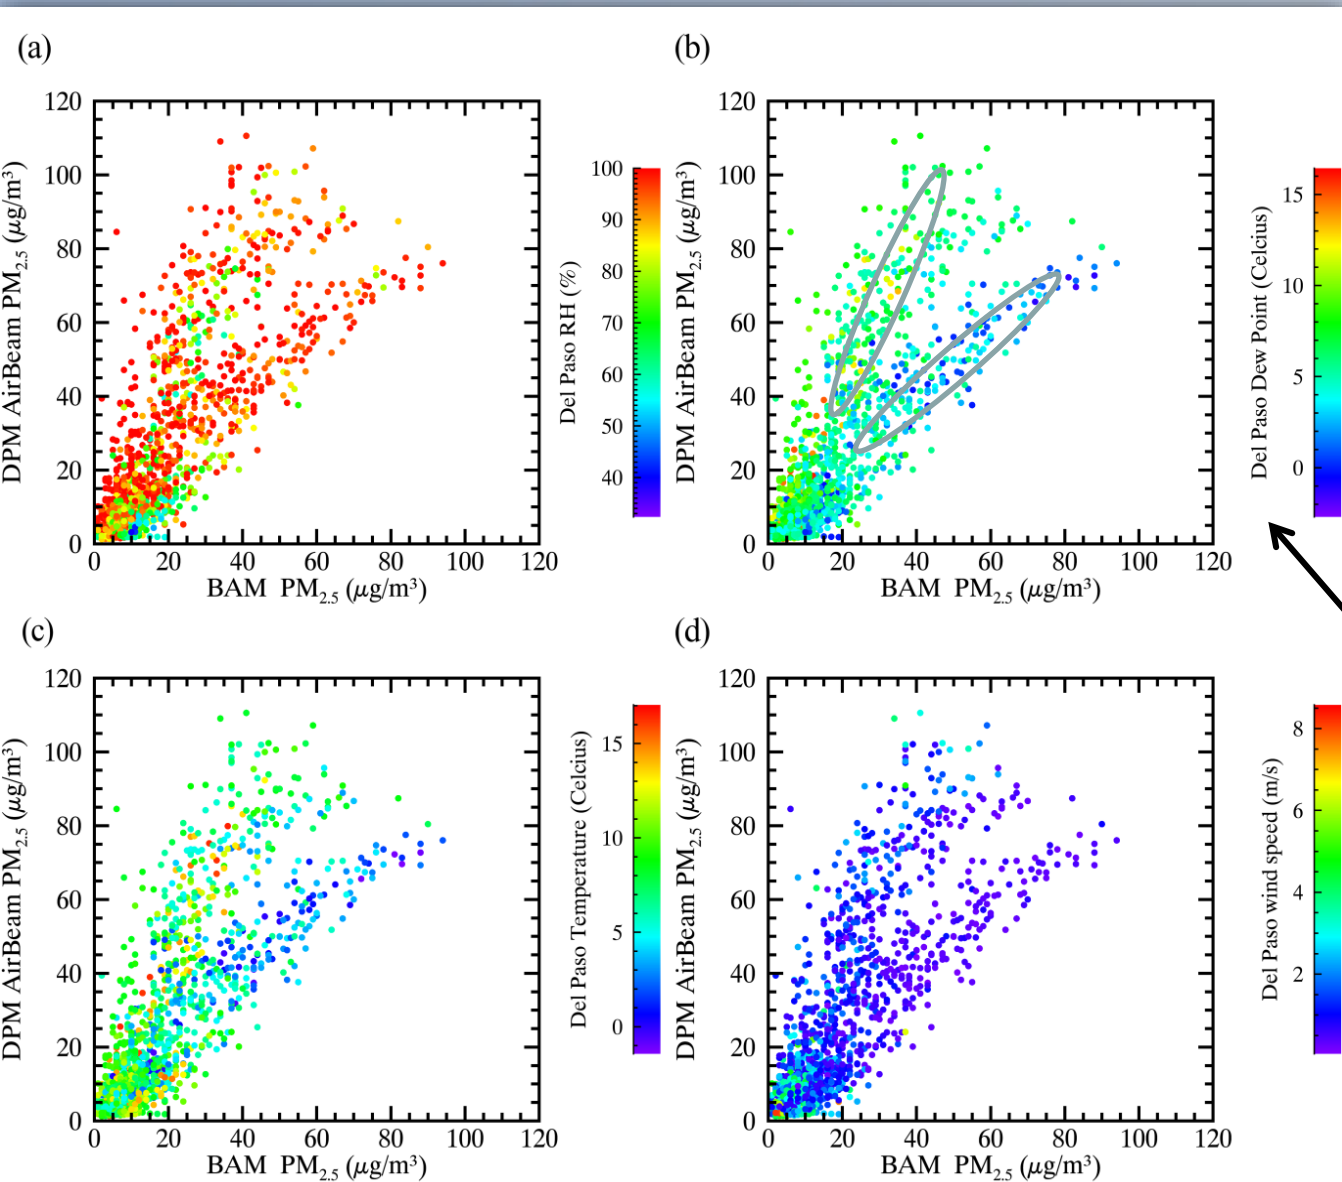 (a)
(b)
120
100
80
60
40
20
0
0 20 40 60 80 100 120
DPM AirBeam PM2.5 (μg/m³)
BAM PM2.5 (μg/m³)
100
90
80
70
60
50
40
Del Paso RH (%)
120
100
80
60
40
20
0
0 20 40 60 80 100 120
DPM AirBeam PM2.5 (μg/m³)
BAM PM2.5 (μg/m³)
15
10
5
0
Del Paso Dew Point (Celcius)
(c)
(d)
120
100
80
60
40
20
0
0 20 40 60 80 100 120
DPM AirBeam PM2.5 (μg/m³)
BAM PM2.5 (μg/m³)
15
10
5
0
Del Paso Temperature (Celcius)
120
100
80
60
40
20
0
0 20 40 60 80 100 120
DPM AirBeam PM2.5 (μg/m³)
BAM PM2.5 (μg/m³)
8
6
4
2
Del Paso wind speed (m/s)